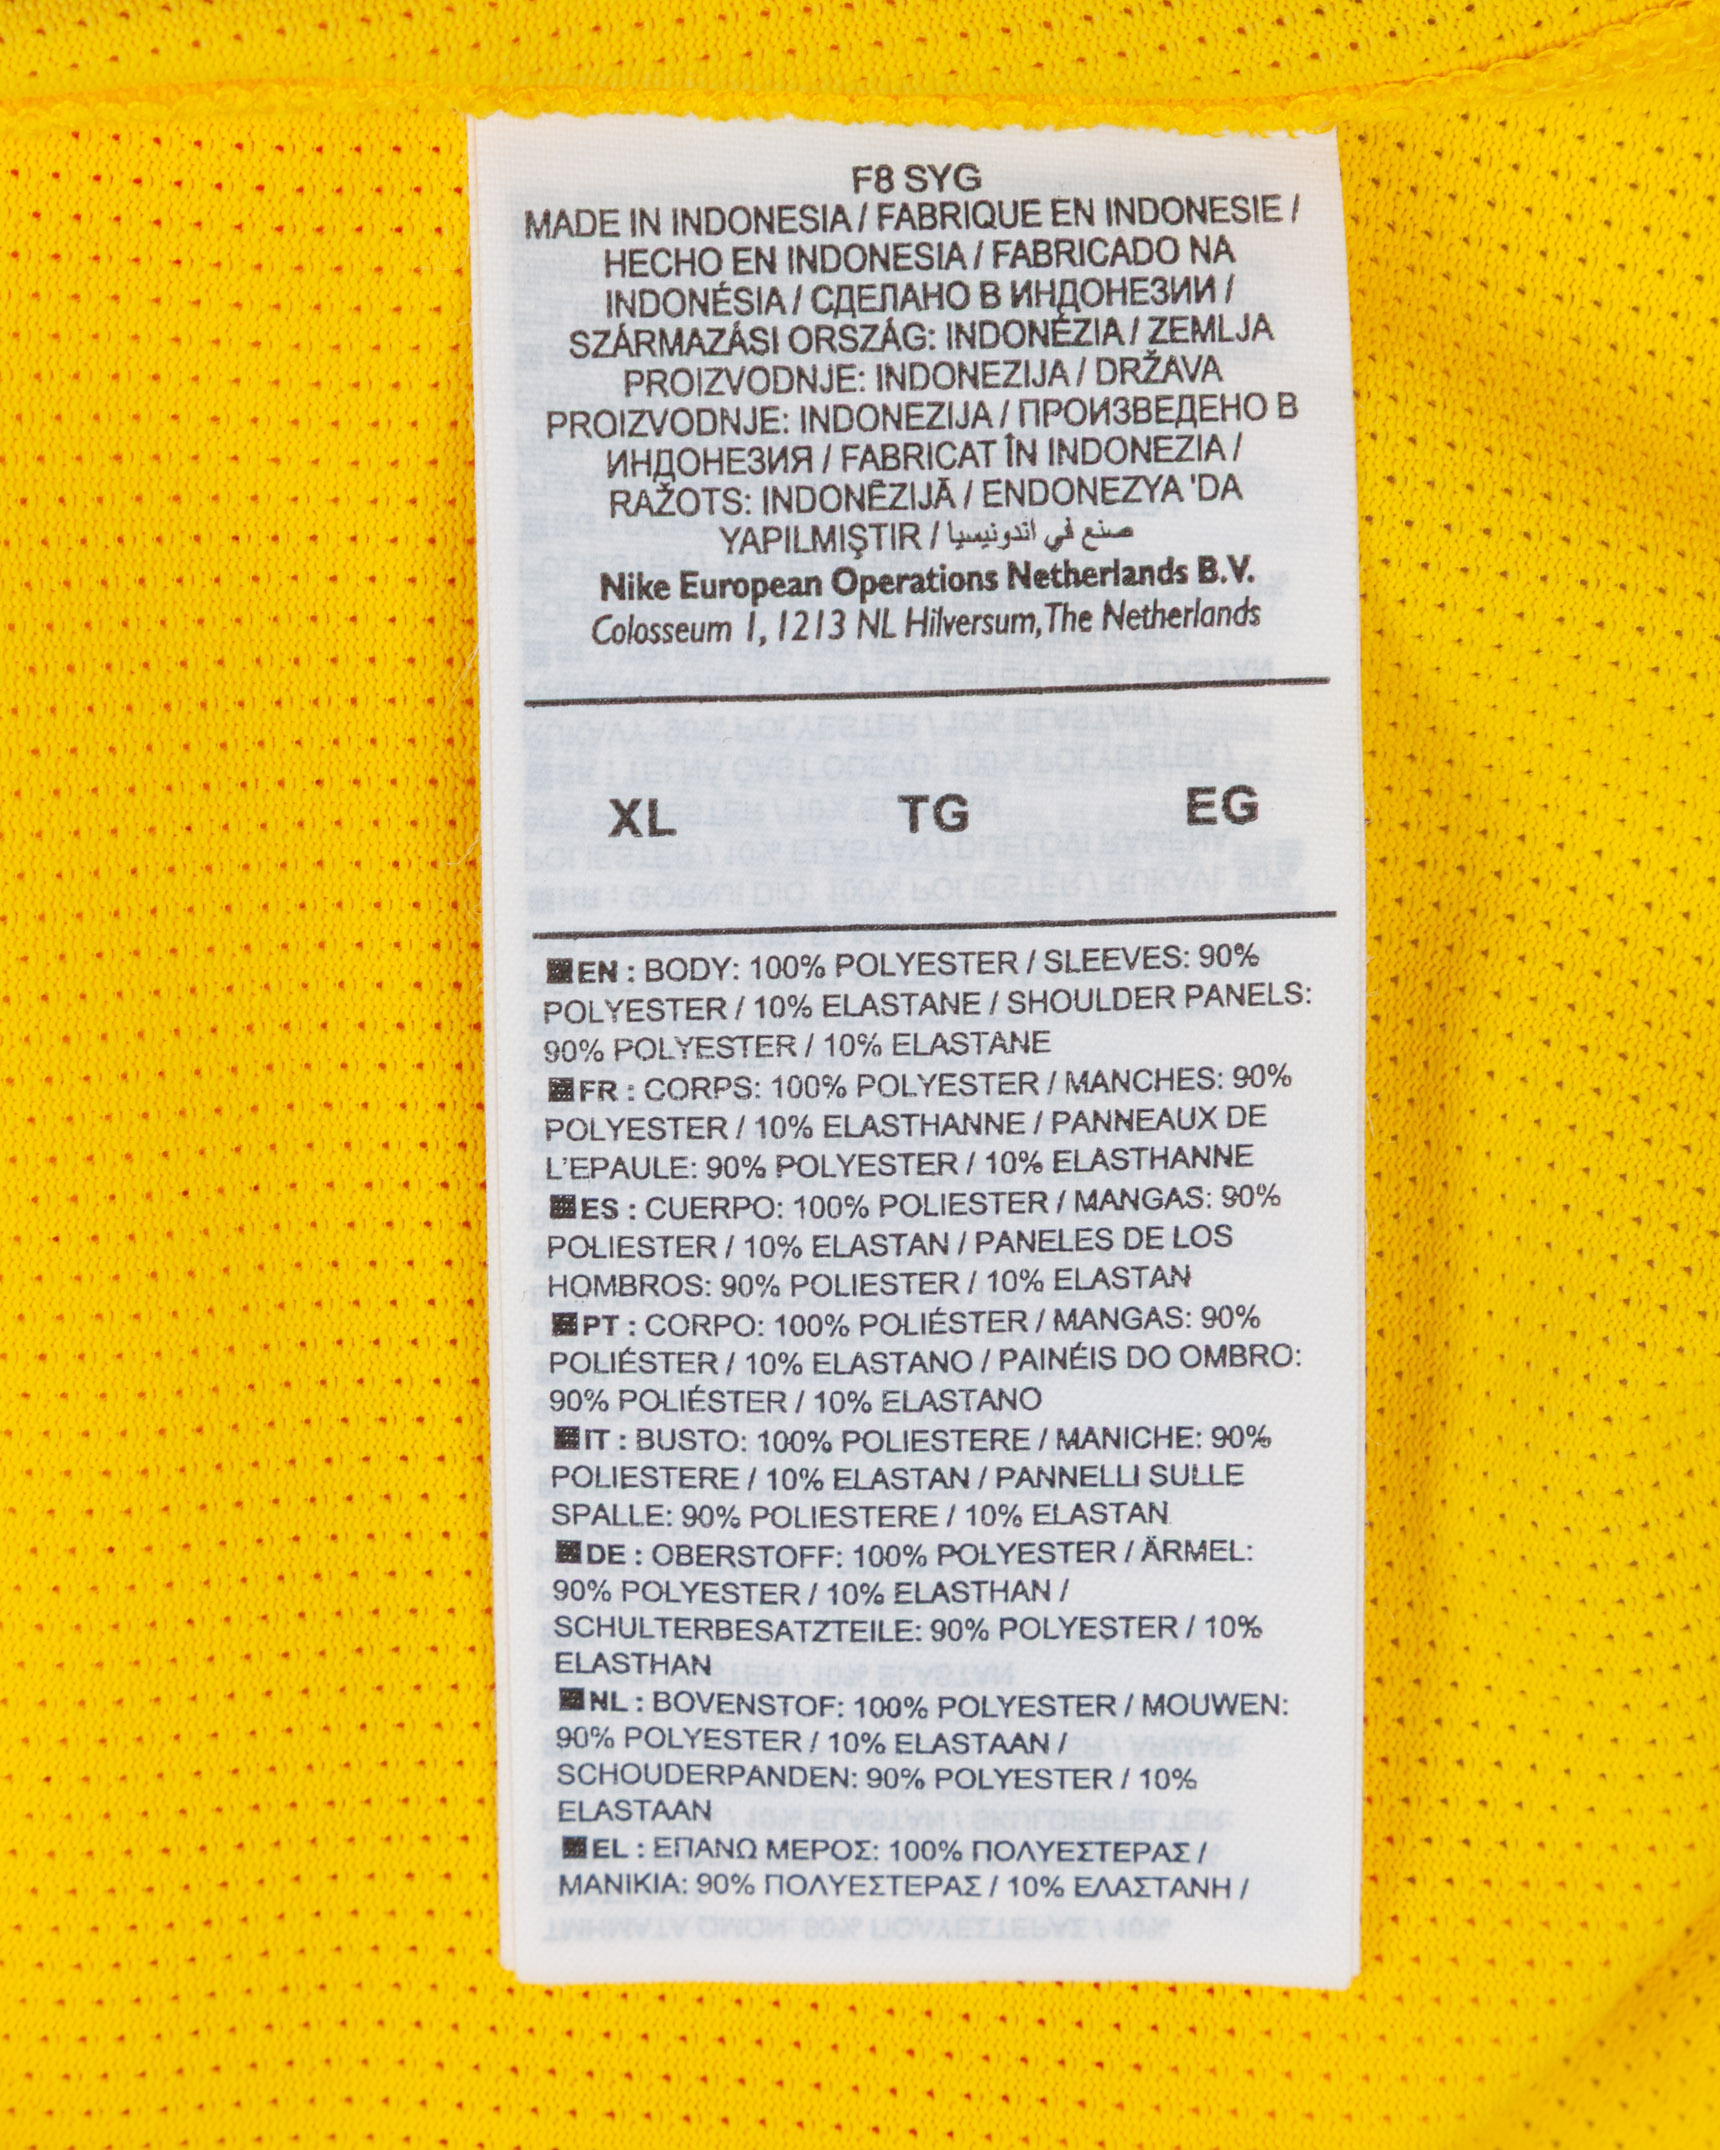 F8 SYG
MADE IN INDONESIA / FABRIQUE EN INDONESIE /
HECHO EN INDONESIA / FABRICADO NA
INDONÉSIA / СДЕЛАНО В ИНДОНЕЗИИ /
SZÁRMAZÁSI ORSZÁG: INDONÉZIA / ZEMLJA
PROIZVODNJE: INDONEZIJA / DRŽAVA
PROIZVODNJE: INDONEZIJA / ПРОИЗВЕДЕНО В
ИНДОНЕЗИЯ / FABRICAT ÎN INDONEZIA /
RAŽOTS: INDONĒZIJĀ / ENDONEZYA 'DA
YAPILMIŞTIR / صنع في اندونيسيا
Nike European Operations Netherlands B.V.
Colosseum 1, 1213 NL Hilversum, The Netherlands
XL TG EG
EN : BODY: 100% POLYESTER / SLEEVES: 90%
POLYESTER / 10% ELASTANE / SHOULDER PANELS:
90% POLYESTER / 10% ELASTANE
FR : CORPS: 100% POLYESTER / MANCHES: 90%
POLYESTER / 10% ELASTHANNE / PANNEAUX DE
L'EPAULE: 90% POLYESTER / 10% ELASTHANNE
ES : CUERPO: 100% POLIESTER / MANGAS: 90%
POLIESTER / 10% ELASTAN / PANELES DE LOS
HOMBROS: 90% POLIESTER / 10% ELASTAN
PT : CORPO: 100% POLIÉSTER / MANGAS: 90%
POLIÉSTER / 10% ELASTANO / PAINÉIS DO OMBRO:
90% POLIÉSTER / 10% ELASTANO
IT : BUSTO: 100% POLIESTERE / MANICHE: 90%
POLIESTERE / 10% ELASTAN / PANNELLI SULLE
SPALLE: 90% POLIESTERE / 10% ELASTAN
DE : OBERSTOFF: 100% POLYESTER / ÄRMEL:
90% POLYESTER / 10% ELASTHAN /
SCHULTERBESATZTEILE: 90% POLYESTER / 10%
ELASTHAN
NL : BOVENSTOF: 100% POLYESTER / MOUWEN:
90% POLYESTER / 10% ELASTAAN /
SCHOUDERPANDEN: 90% POLYESTER / 10%
ELASTAAN
EL : ΕΠΑΝΩ ΜΕΡΟΣ: 100% ΠΟΛΥΕΣΤΕΡΑΣ /
ΜΑΝΙΚΙΑ: 90% ΠΟΛΥΕΣΤΕΡΑΣ / 10% ΕΛΑΣΤΑΝΗ /